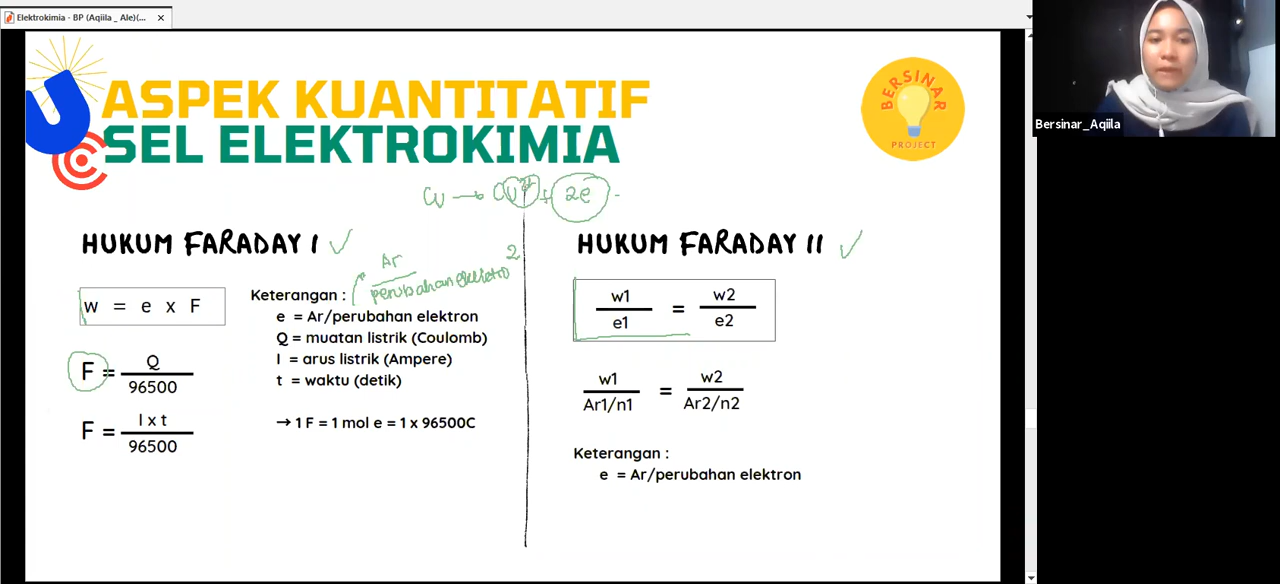 Elektrokimia - BP (Aqiila _ Ale)(...
ASPEK KUANTITATIF
SEL ELEKTROKIMIA
BERSINAR
PROJECT
Bersinar_Aqiila
Cu → Cu²⁺ + 2e⁻
HUKUM FARADAY I ✓
w = e x F
Ar
perubahan elektro 2
Keterangan :
e = Ar/perubahan elektron
Q = muatan listrik (Coulomb)
I = arus listrik (Ampere)
t = waktu (detik)
→ 1 F = 1 mol e = 1 x 96500C
F = Q
96500
F = I x t
96500
HUKUM FARADAY II ✓
w1 = w2
e1 e2
w1 = w2
Ar1/n1 Ar2/n2
Keterangan :
e = Ar/perubahan elektron